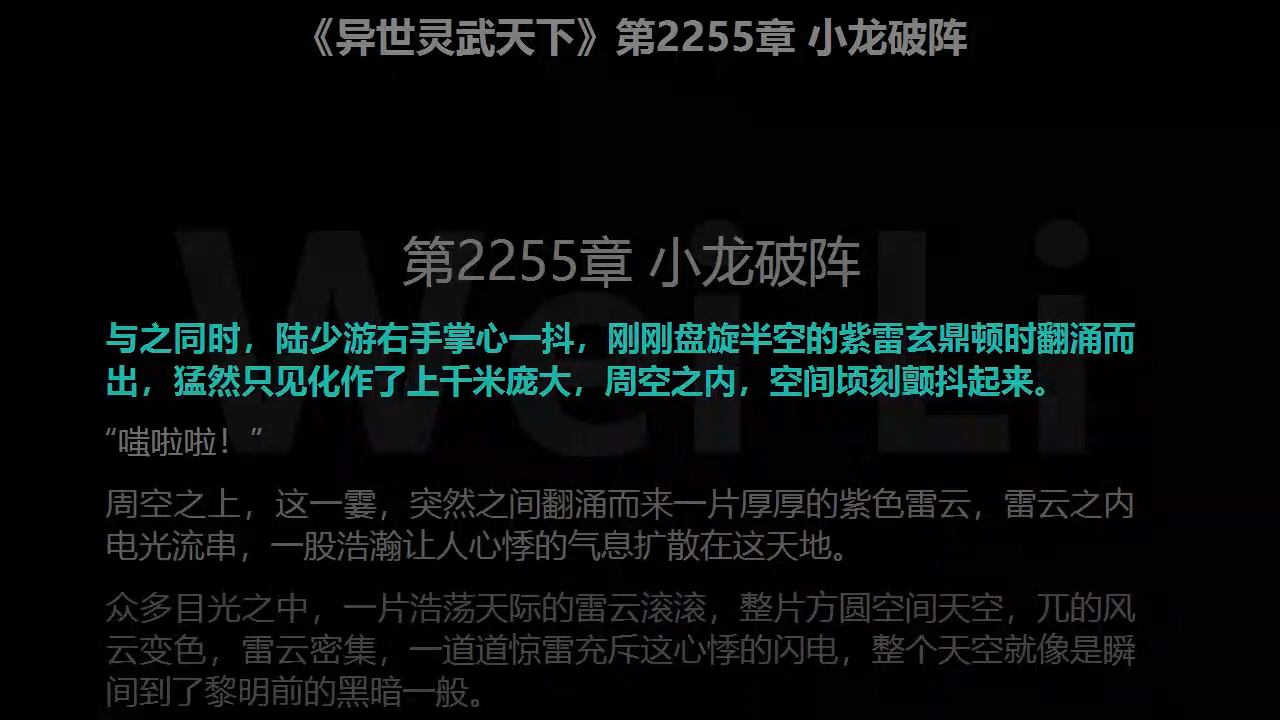 《异世灵武天下》第2255章 小龙破阵
第2255章 小龙破阵
Wei Li
与之同时，陆少游右手掌心一抖，刚刚盘旋半空的紫雷玄鼎顿时翻涌而
出，猛然只见化作了上千米庞大，周空之内，空间顷刻颤抖起来。
“嗤啦啦！”
周空之上，这一霎，突然之间翻涌而来一片厚厚的紫色雷云，雷云之内
电光流串，一股浩瀚让人心悸的气息扩散在这天地。
众多目光之中，一片浩荡天际的雷云滚滚，整片方圆空间天空，兀的风
云变色，雷云密集，一道道惊雷充斥这心悸的闪电，整个天空就像是瞬
间到了黎明前的黑暗一般。